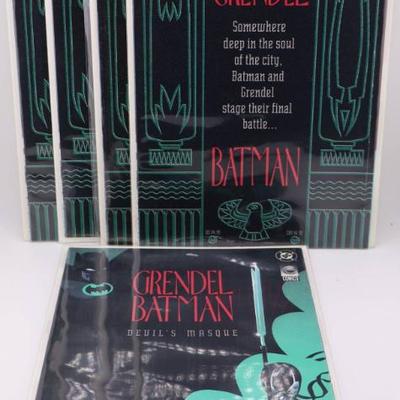 GRENDEL
Somewhere
deep in the soul
of the city,
Batman and
Grendel
stage their final
battle...
BATMAN
GRENDEL
BATMAN
DEVIL'S MASQUE